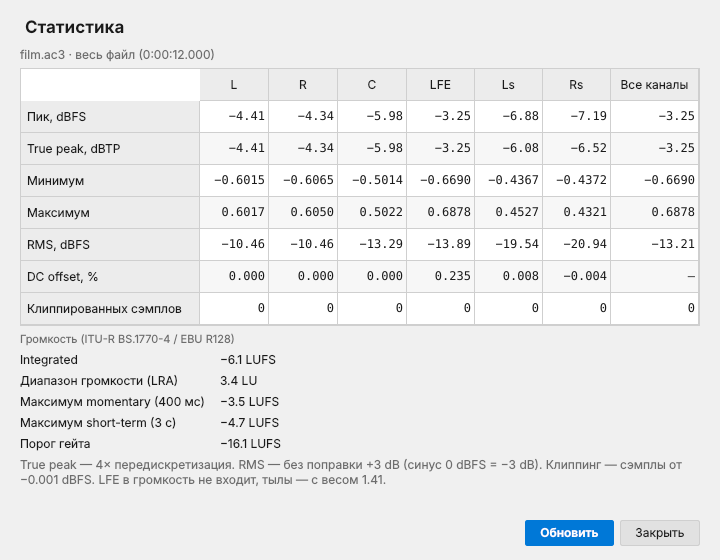 Статистика
film.ac3 · весь файл (0:00:12.000)
L R C LFE Ls Rs Все каналы
Пик, dBFS −4.41 −4.34 −5.98 −3.25 −6.88 −7.19 −3.25
True peak, dBTP −4.41 −4.34 −5.98 −3.25 −6.08 −6.52 −3.25
Минимум −0.6015 −0.6065 −0.5014 −0.6690 −0.4367 −0.4372 −0.6690
Максимум 0.6017 0.6050 0.5022 0.6878 0.4527 0.4321 0.6878
RMS, dBFS −10.46 −10.46 −13.29 −13.89 −19.54 −20.94 −13.21
DC offset, % 0.000 0.000 0.000 0.235 0.008 −0.004 —
Клиппированных сэмплов 0 0 0 0 0 0 0
Громкость (ITU-R BS.1770-4 / EBU R128)
Integrated −6.1 LUFS
Диапазон громкости (LRA) 3.4 LU
Максимум momentary (400 мс) −3.5 LUFS
Максимум short-term (3 с) −4.7 LUFS
Порог гейта −16.1 LUFS
True peak — 4× передискретизация. RMS — без поправки +3 dB (синус 0 dBFS = −3 dB). Клиппинг — сэмплы от
−0.001 dBFS. LFE в громкость не входит, тылы — с весом 1.41.
Обновить Закрыть